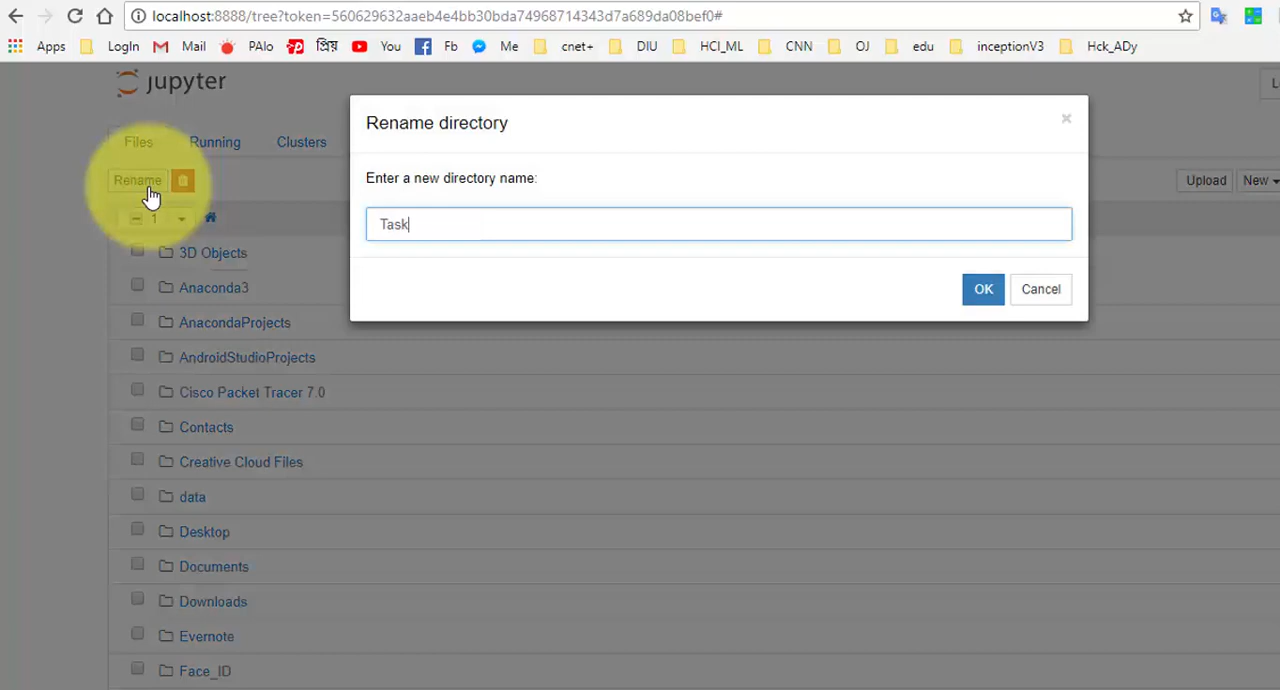 localhost:8888/tree?token=560629632aaeb4e4bb30bda74968714343d7a689da08bef0#
Apps LogIn Mail PAlo প্রিয় You Fb Me cnet+ DIU HCI_ML CNN OJ edu inceptionV3 Hck_ADy
jupyter
Rename directory
Files Running Clusters
Enter a new directory name:
Rename Upload New
Task
1
3D Objects
Anaconda3
OK Cancel
AnacondaProjects
AndroidStudioProjects
Cisco Packet Tracer 7.0
Contacts
Creative Cloud Files
data
Desktop
Documents
Downloads
Evernote
Face_ID